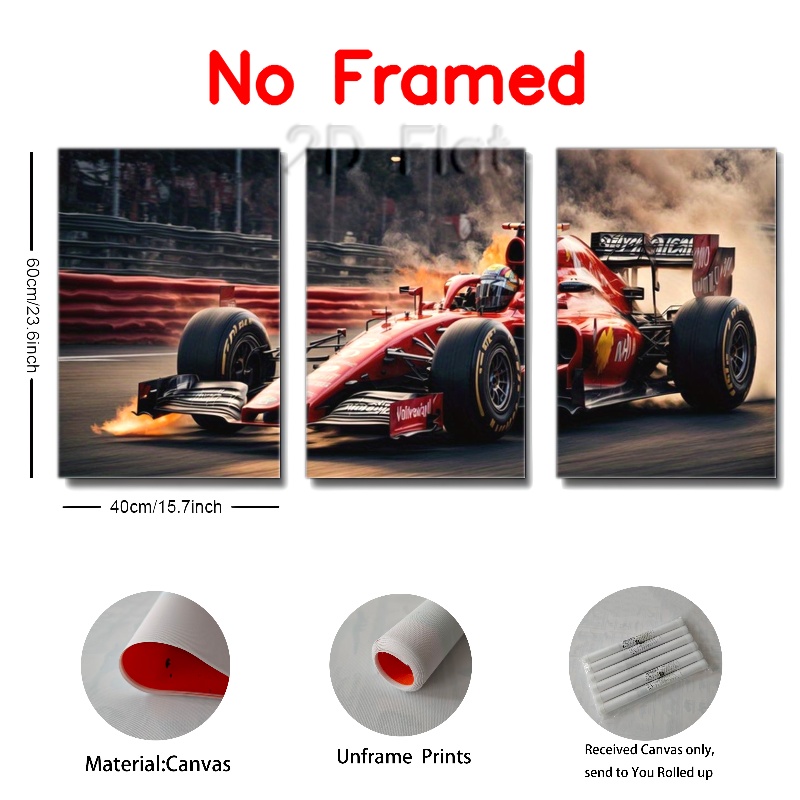 No Framed
2D Flat
60cm/23.6inch
40cm/15.7inch
Material:Canvas
Unframe Prints
Received Canvas only,
send to You Rolled up